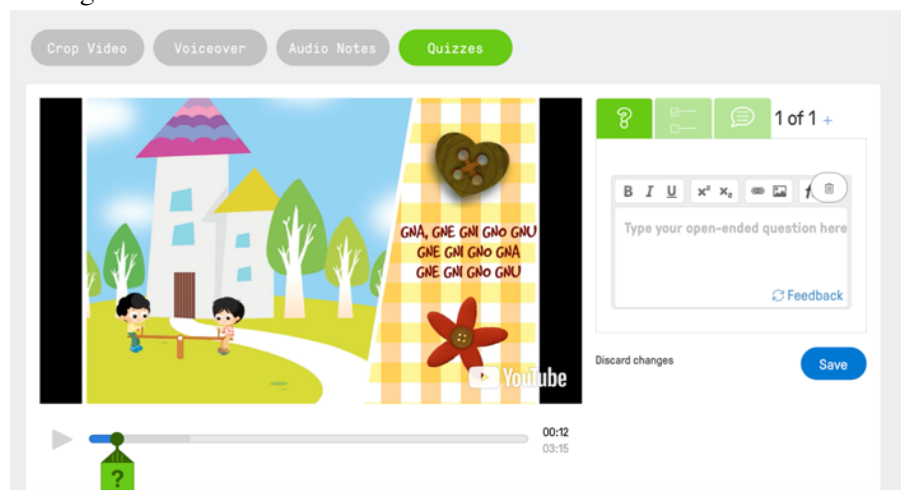 Crop Video Voiceover Audio Notes Quizzes
? 1 of 1 +
B I U x² x₂
Type your open-ended question here
Feedback
Discard changes Save
GNA, GNE GNI GNO GNU
GNE GNI GNO GNA
GNE GNI GNO GNU
YouTube
00:12
03:15
?